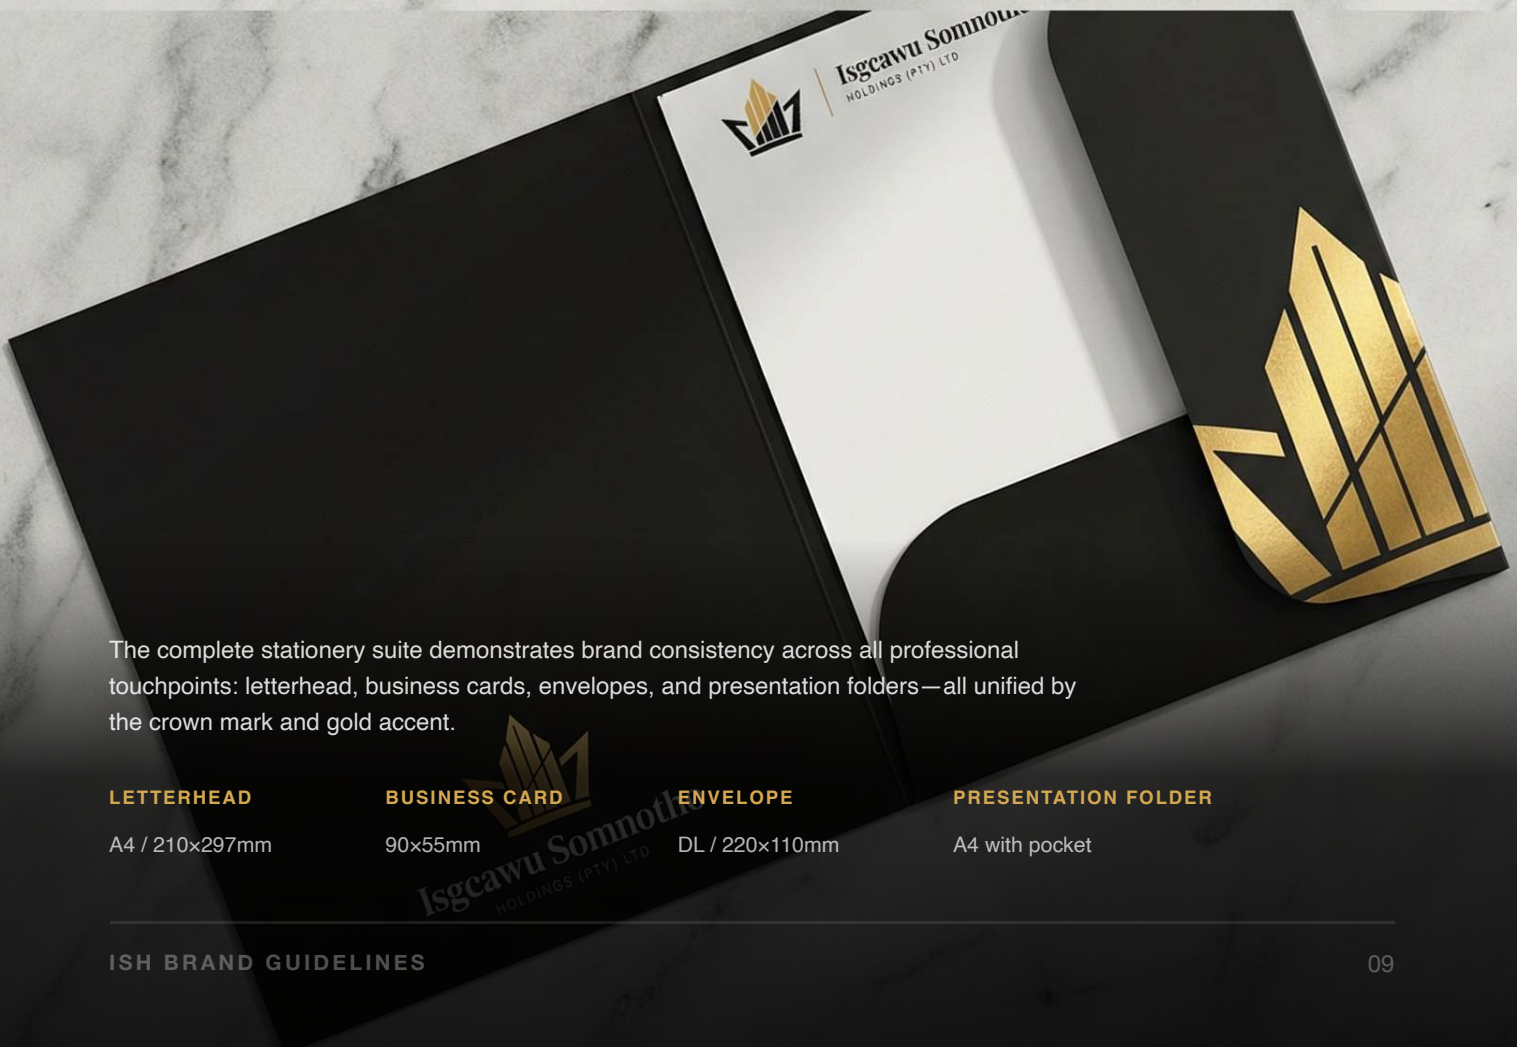 Isgcawu Somnotho
HOLDINGS (PTY) LTD
The complete stationery suite demonstrates brand consistency across all professional
touchpoints: letterhead, business cards, envelopes, and presentation folders—all unified by
the crown mark and gold accent.
LETTERHEAD BUSINESS CARD ENVELOPE PRESENTATION FOLDER
A4 / 210×297mm 90×55mm DL / 220×110mm A4 with pocket
Isgcawu Somnotho
HOLDINGS (PTY) LTD
ISH BRAND GUIDELINES 09